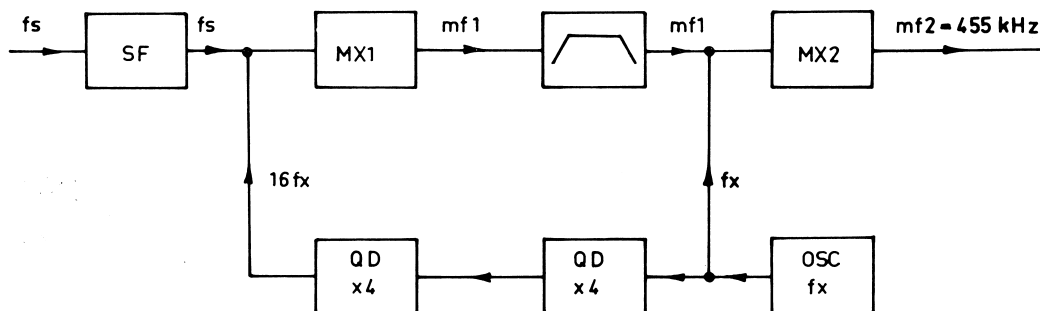 fs fs mf1 mf1 mf2=455 kHz
SF MX1 MX2
16fx fx
QD QD OSC
x4 x4 fx